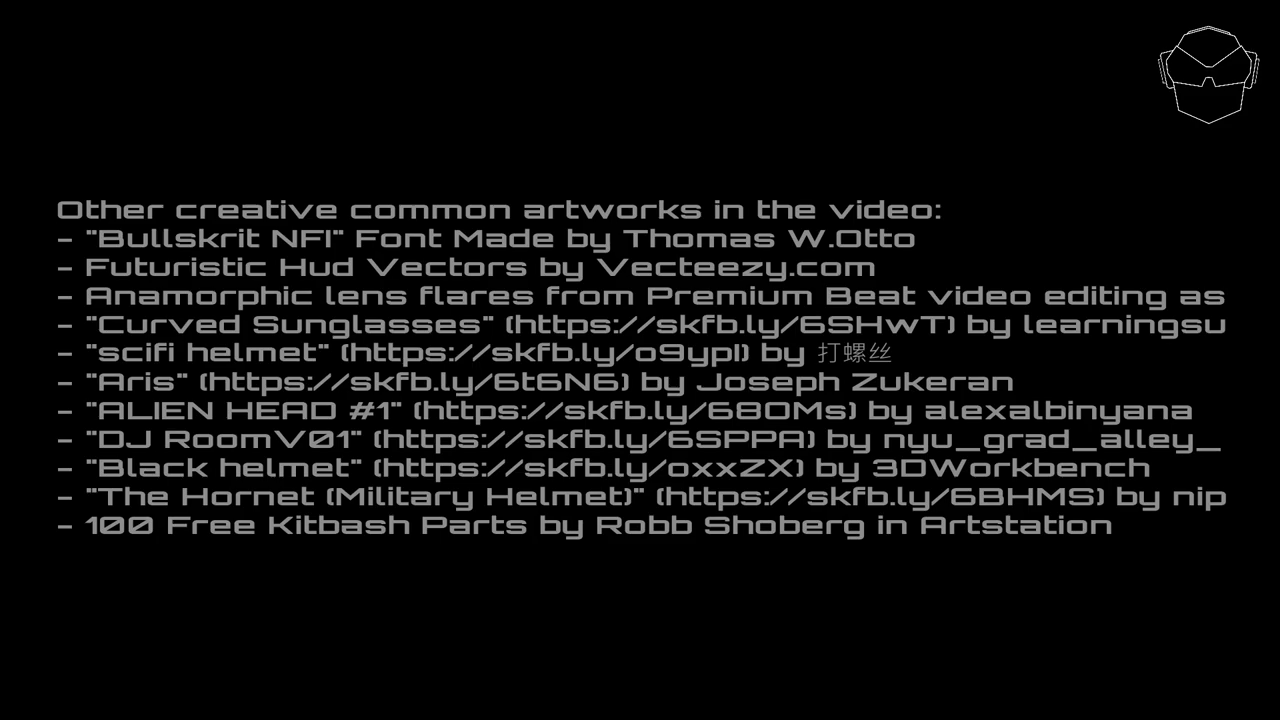 Other creative common artworks in the video:
- "Bullskrit NFI" Font Made by Thomas W.Otto
- Futuristic Hud Vectors by Vecteezy.com
- Anamorphic lens flares from Premium Beat video editing as
- "Curved Sunglasses" (https://skfb.ly/6SHwT) by learningsu
- "scifi helmet" (https://skfb.ly/o9ypI) by 打螺丝
- "Aris" (https://skfb.ly/6t6N6) by Joseph Zukeran
- "ALIEN HEAD #1" (https://skfb.ly/680Ms) by alexalbinyana
- "DJ RoomV01" (https://skfb.ly/6SPPA) by nyu_grad_alley_
- "Black helmet" (https://skfb.ly/oxxZX) by 3DWorkbench
- "The Hornet (Military Helmet)" (https://skfb.ly/6BHMS) by nip
- 100 Free Kitbash Parts by Robb Shoberg in Artstation